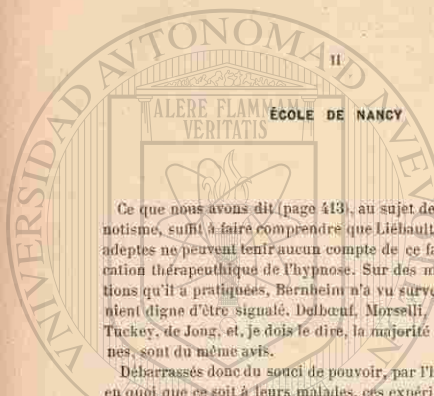 II
ÉCOLE DE NANCY
ALERE FLAMMAM
VERITATIS
Ce que nous avons dit (page 413), au sujet de
notisme, suffit à faire comprendre que Liébault
adeptes ne peuvent tenir aucun compte de ce fa
cation thérapeuthique de l'hypnose. Sur des m
tions qu'il a pratiquées, Bernheim n'a vu surve
nient digne d'être signalé. Delbœuf, Morselli,
Tuckey, de Jong, et, je dois le dire, la majorité
nes, sont du même avis.
Débarrassés donc du souci de pouvoir, par l'h
en quoi que ce soit à leurs malades, ces expéri